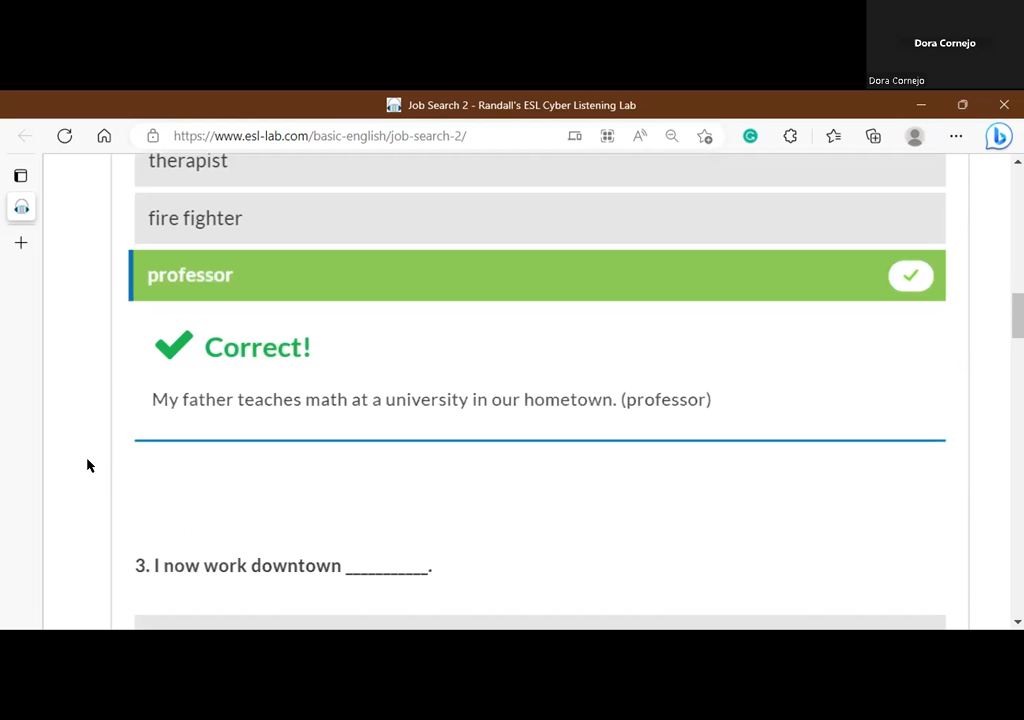 Dora Cornejo
Dora Cornejo
Job Search 2 - Randall's ESL Cyber Listening Lab
https://www.esl-lab.com/basic-english/job-search-2/
therapist
fire fighter
professor
Correct!
My father teaches math at a university in our hometown. (professor)
3. I now work downtown ___________.